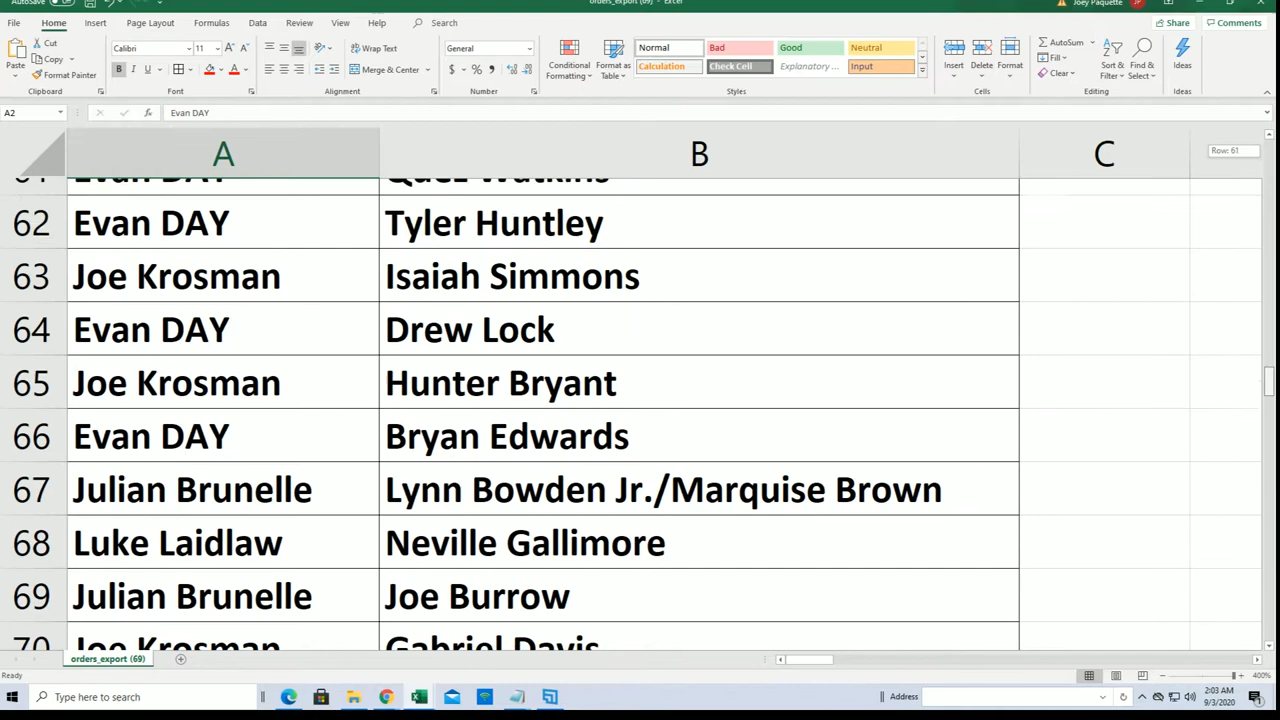 AutoSave Off orders_export (69) - Excel Joey Paquette JP
File Home Insert Page Layout Formulas Data Review View Help Search Share Comments
Cut Calibri 11 Wrap Text General Normal Bad Good Neutral AutoSum
Copy Fill
Format Painter Merge & Center Calculation Check Cell Explanatory ... Input Clear
Paste Conditional Formatting Format as Table Insert Delete Format Sort & Filter Find & Select Ideas
Clipboard Font Alignment Number Styles Cells Editing Ideas
A2 Evan DAY
A B C Row: 61
62 Evan DAY Tyler Huntley
63 Joe Krosman Isaiah Simmons
64 Evan DAY Drew Lock
65 Joe Krosman Hunter Bryant
66 Evan DAY Bryan Edwards
67 Julian Brunelle Lynn Bowden Jr./Marquise Brown
68 Luke Laidlaw Neville Gallimore
69 Julian Brunelle Joe Burrow
70 Joe Krosman Gabriel Davis
orders_export (69)
Ready 400%
Type here to search Address 2:03 AM
9/3/2020